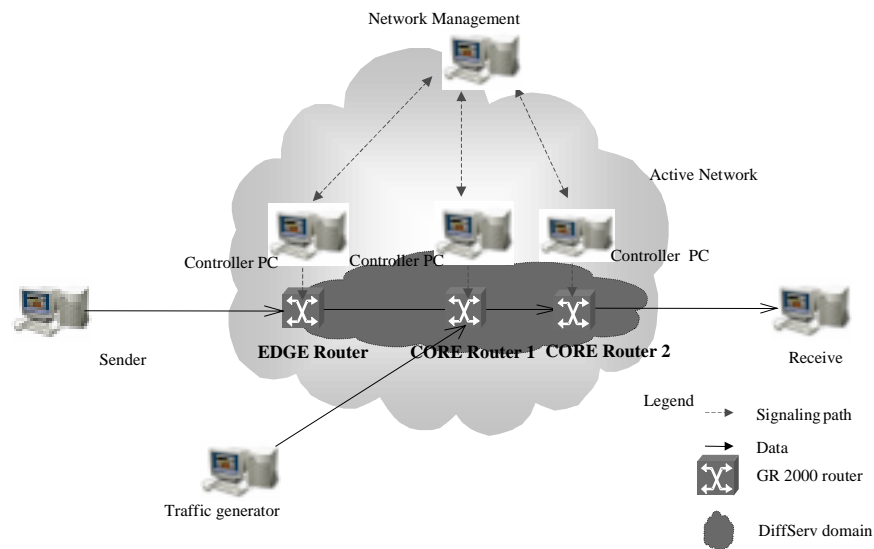 Network Management
Active Network
Controller PC
Controller PC
Controller PC
Sender
EDGE Router
CORE Router 1
CORE Router 2
Receive
Legend
Signaling path
Data
GR 2000 router
DiffServ domain
Traffic generator